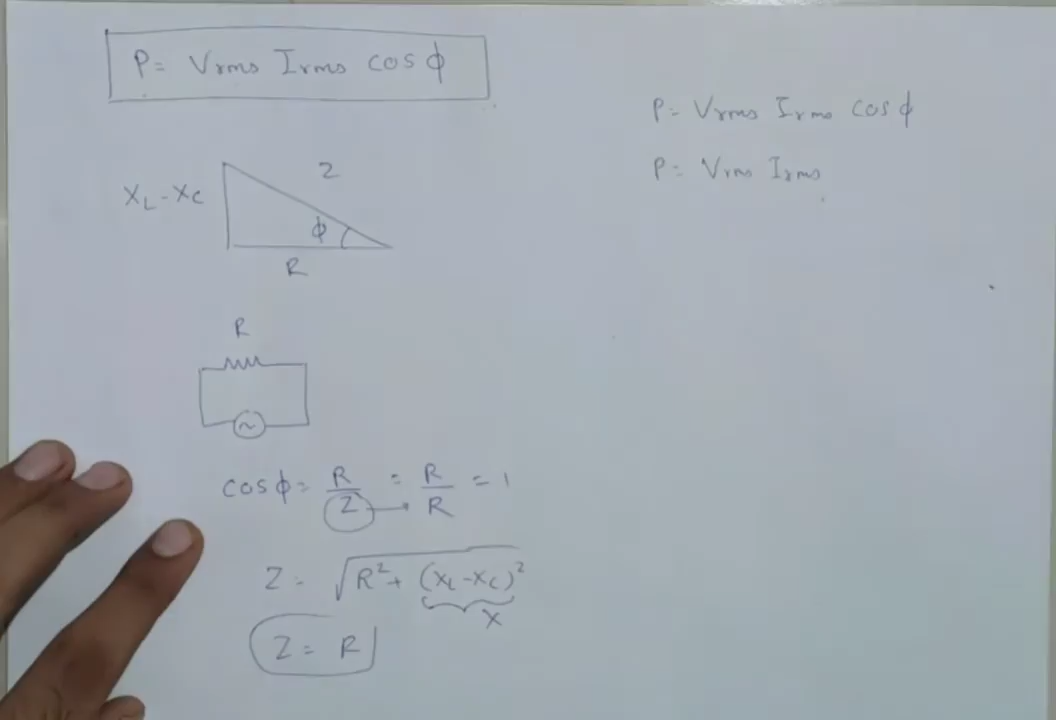 P = Vrms Irms cos ϕ
XL - XC
Z
ϕ
R
R
~
cos ϕ = R/Z = R/R = 1
Z = √R² + (XL - XC)²
X
Z = R
P = Vrms Irms cos ϕ
P = Vrms Irms